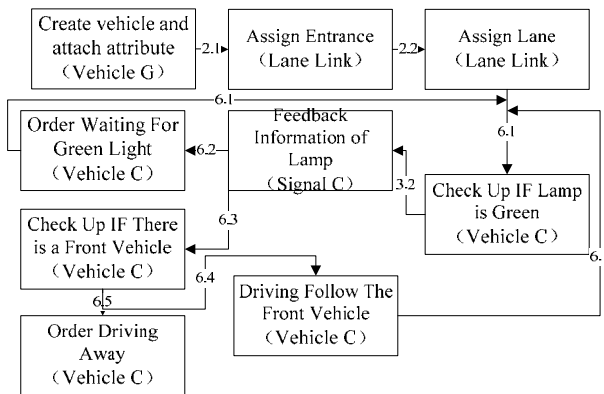 Create vehicle and
attach attribute
（Vehicle G）
2.1
Assign Entrance
（Lane Link）
2.2
Assign Lane
（Lane Link）
6.1
Order Waiting For
Green Light
（Vehicle C）
6.2
Feedback
Information of
Lamp
（Signal C）
3.2
6.1
Check Up IF Lamp
is Green
（Vehicle C）
6.3
Check Up IF There
is a Front Vehicle
（Vehicle C）
6.4
6.5
Driving Follow The
Front Vehicle
（Vehicle C）
6.
Order Driving
Away
（Vehicle C）